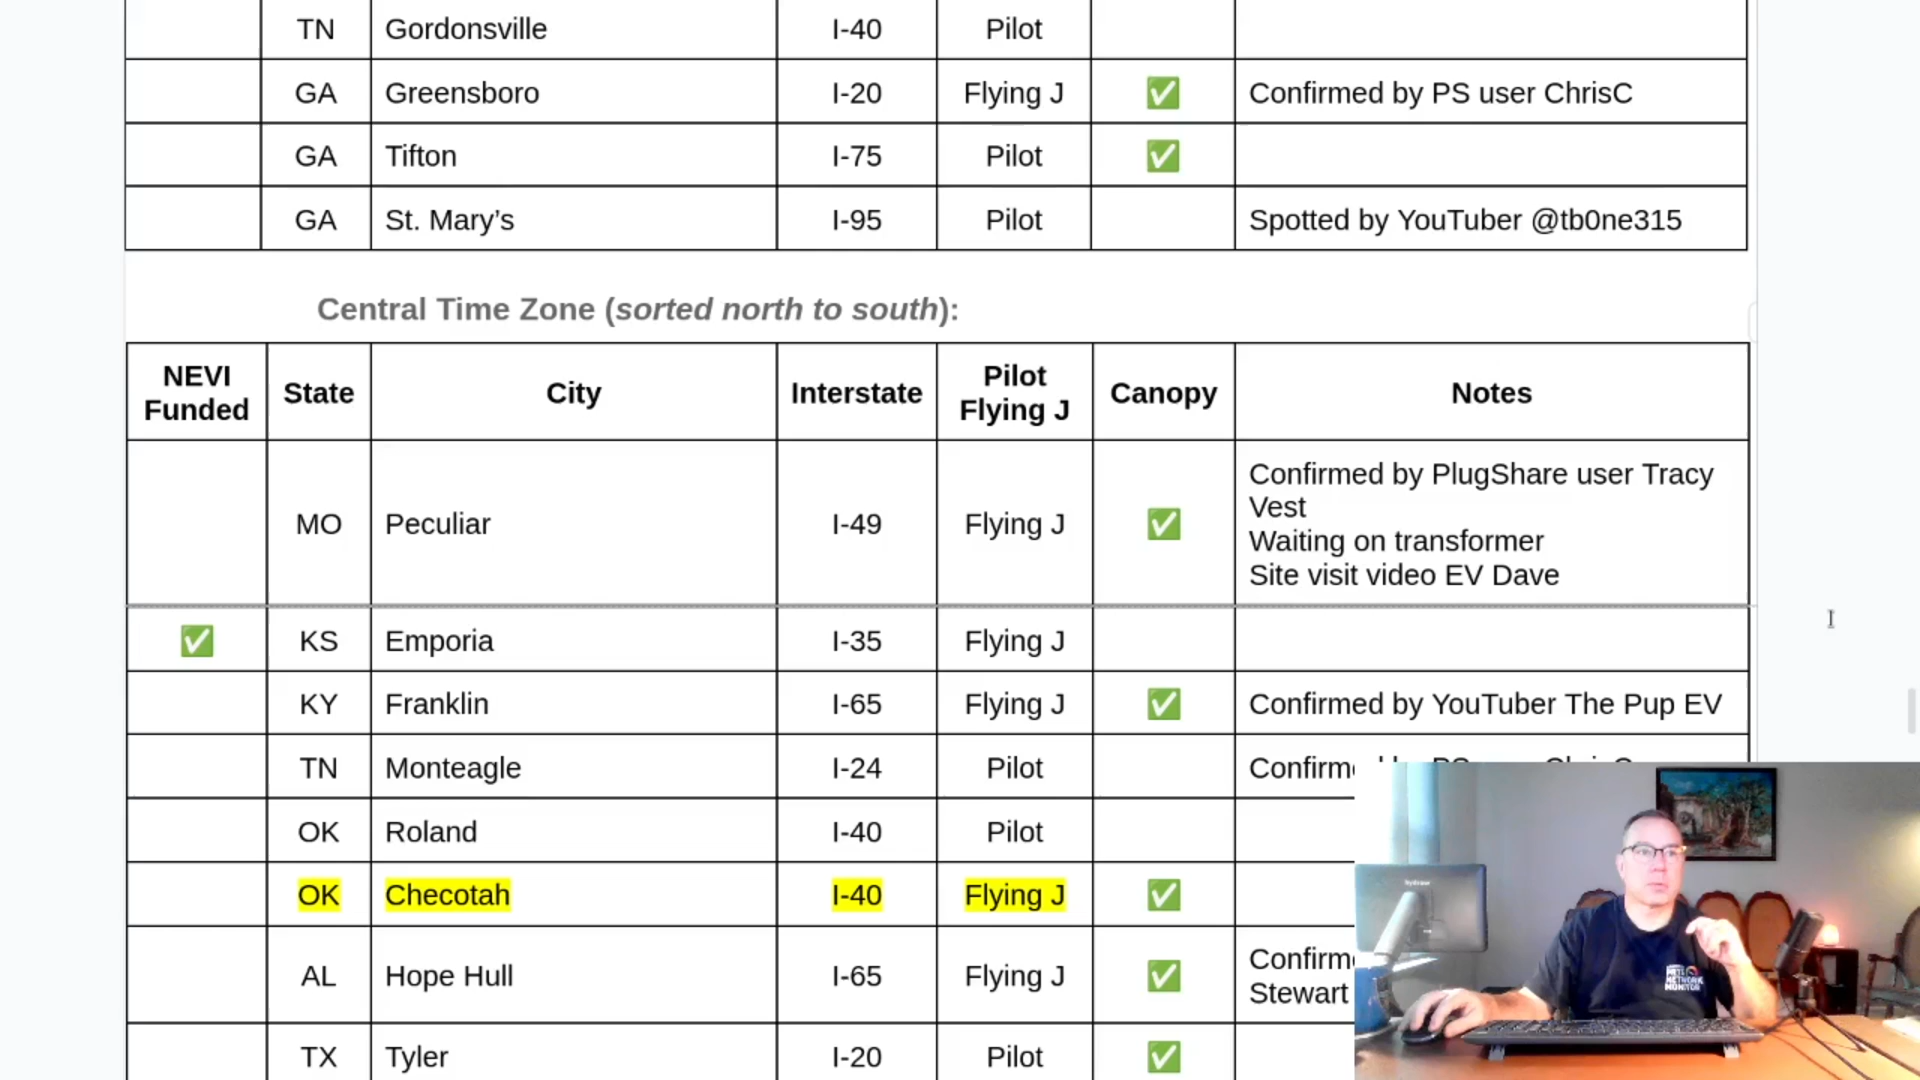 TN Gordonsville I-40 Pilot
GA Greensboro I-20 Flying J ✅ Confirmed by PS user ChrisC
GA Tifton I-75 Pilot ✅
GA St. Mary’s I-95 Pilot Spotted by YouTuber @tb0ne315
Central Time Zone (sorted north to south):
NEVI Funded State City Interstate Pilot Flying J Canopy Notes
MO Peculiar I-49 Flying J ✅ Confirmed by PlugShare user Tracy
Vest
Waiting on transformer
Site visit video EV Dave
✅ KS Emporia I-35 Flying J
KY Franklin I-65 Flying J ✅ Confirmed by YouTuber The Pup EV
TN Monteagle I-24 Pilot
OK Roland I-40 Pilot
OK Checotah I-40 Flying J ✅
AL Hope Hull I-65 Flying J ✅
Stewart
TX Tyler I-20 Pilot ✅